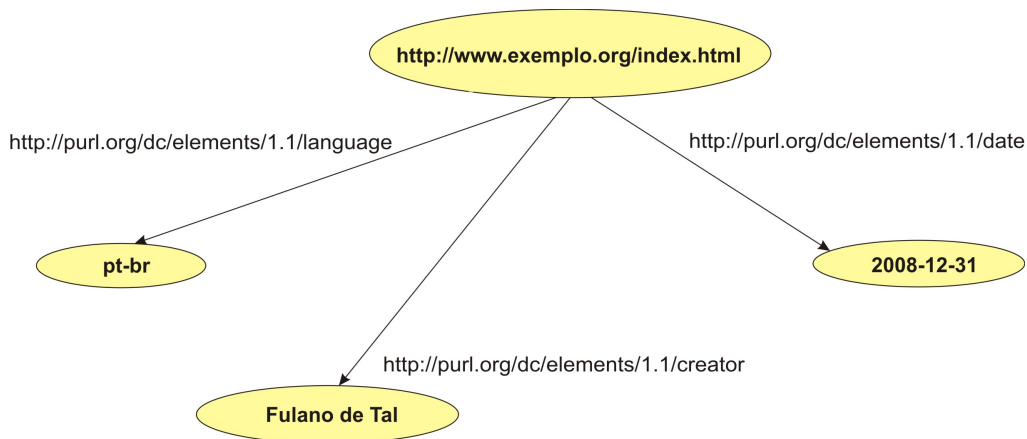 http://www.exemplo.org/index.html
http://purl.org/dc/elements/1.1/language
http://purl.org/dc/elements/1.1/date
pt-br
2008-12-31
http://purl.org/dc/elements/1.1/creator
Fulano de Tal